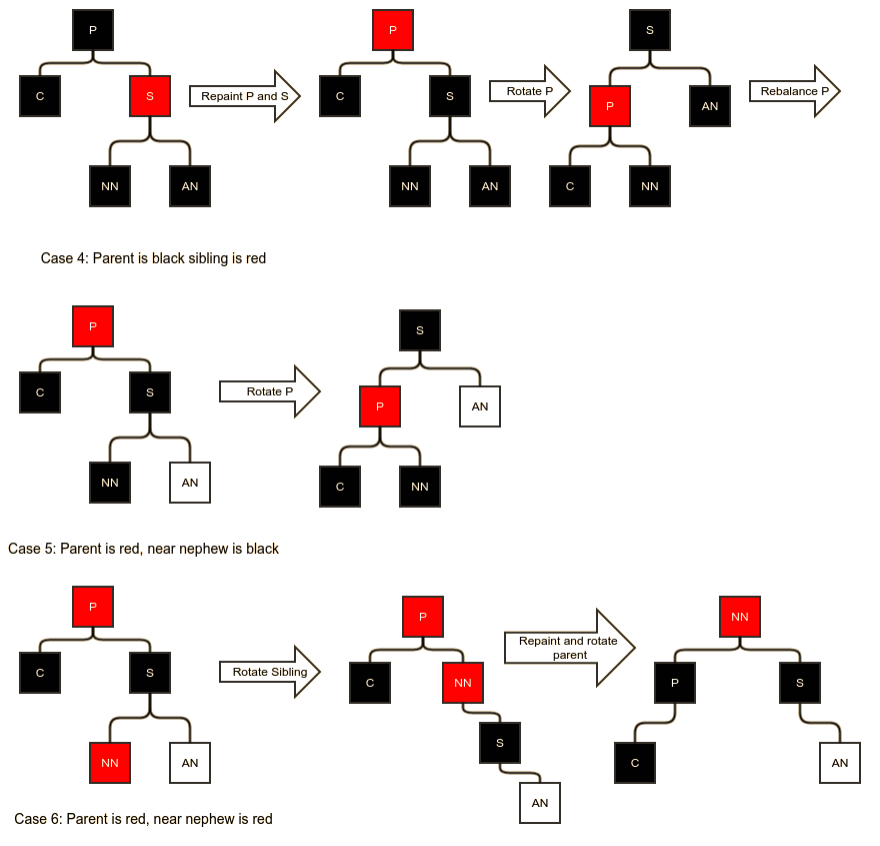 P
P
S
C
S
Repaint P and S
C
S
Rotate P
P
AN
Rebalance P
NN
AN
NN
AN
C
NN
Case 4: Parent is black sibling is red
P
S
C
S
Rotate P
P
AN
NN
AN
C
NN
Case 5: Parent is red, near nephew is black
P
P
Repaint and rotate
parent
NN
C
S
Rotate Sibling
C
NN
P
S
S
NN
AN
C
AN
AN
Case 6: Parent is red, near nephew is red